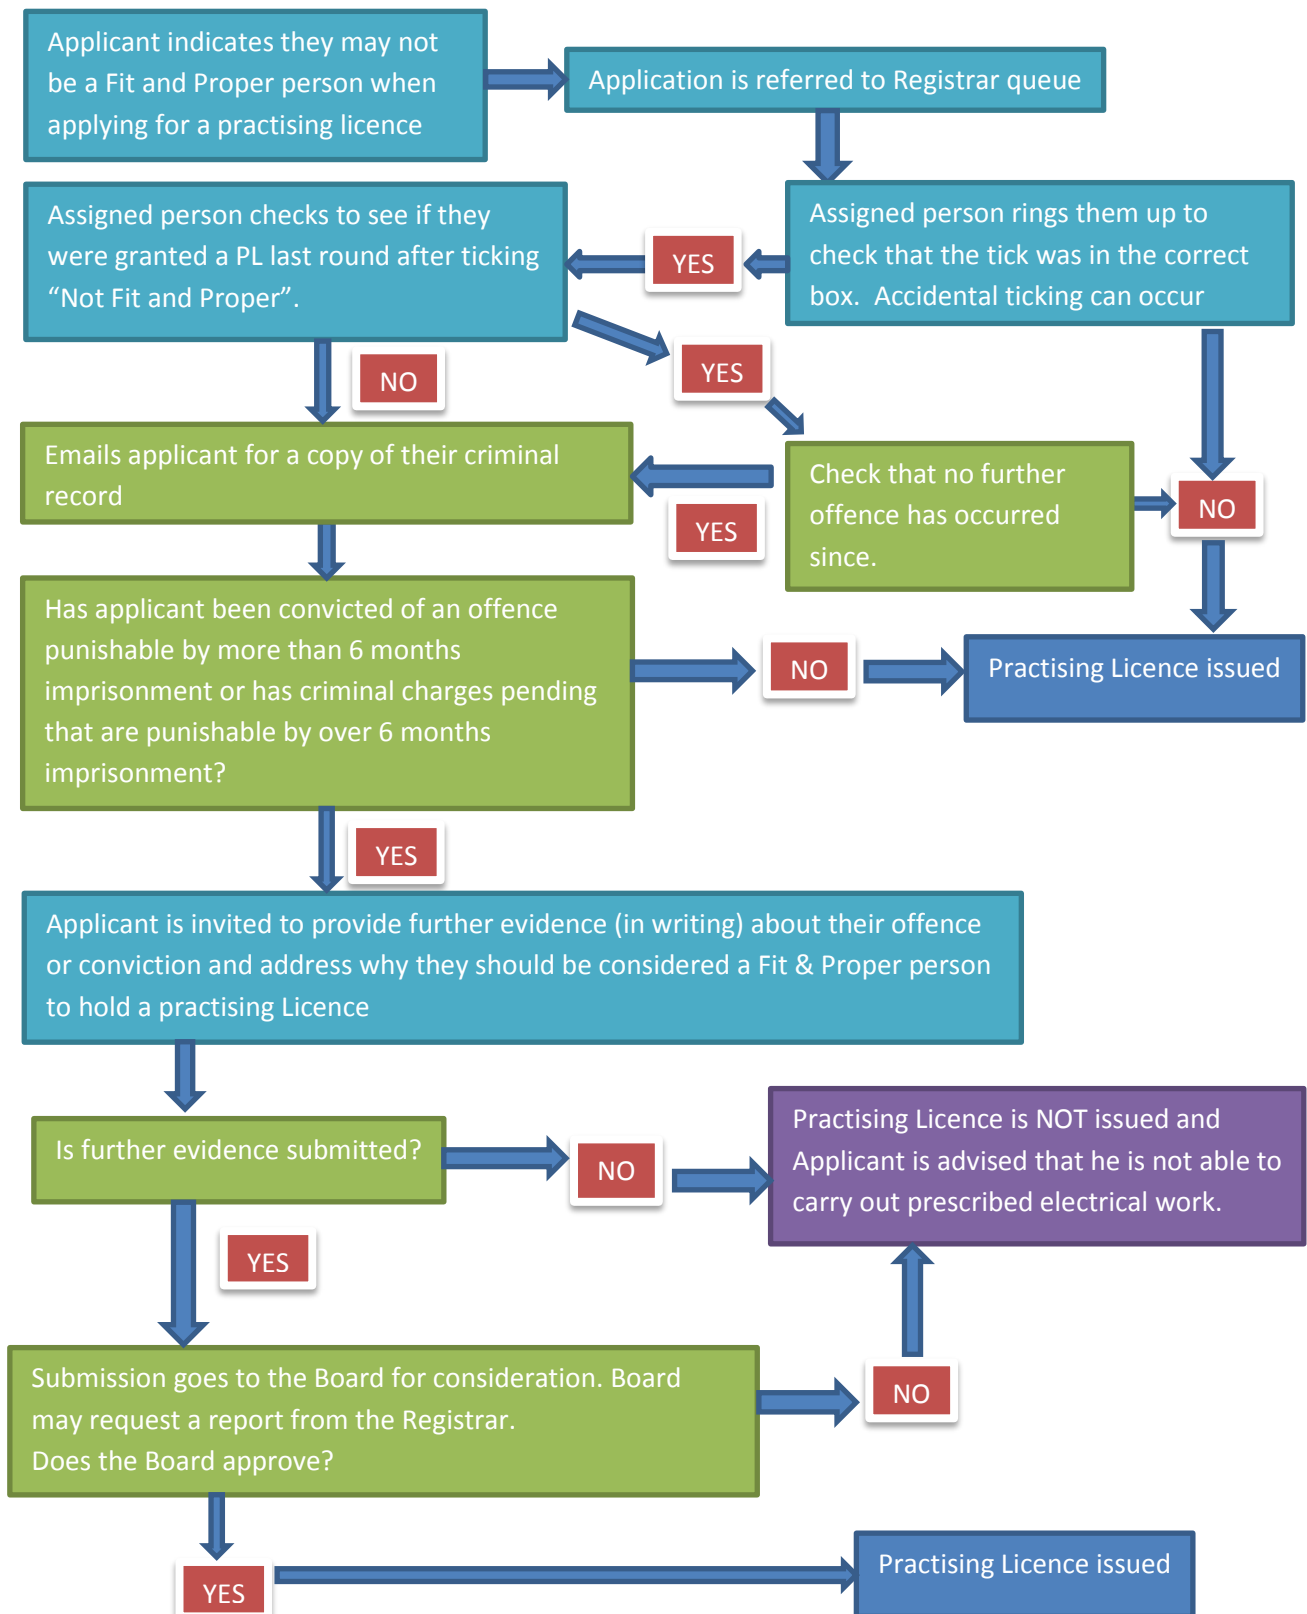 Applicant indicates they may not
be a Fit and Proper person when
applying for a practising licence
Application is referred to Registrar queue
Assigned person rings them up to
check that the tick was in the correct
box.  Accidental ticking can occur
YES
Assigned person checks to see if they
were granted a PL last round after ticking
“Not Fit and Proper”.
YES
NO
Emails applicant for a copy of their criminal
record
Check that no further
offence has occurred
since.
YES
NO
Has applicant been convicted of an offence
punishable by more than 6 months
imprisonment or has criminal charges pending
that are punishable by over 6 months
imprisonment?
NO
Practising Licence issued
YES
Applicant is invited to provide further evidence (in writing) about their offence
or conviction and address why they should be considered a Fit & Proper person
to hold a practising Licence
Is further evidence submitted?
NO
Practising Licence is NOT issued and
Applicant is advised that he is not able to
carry out prescribed electrical work.
YES
Submission goes to the Board for consideration. Board
may request a report from the Registrar.
Does the Board approve?
NO
YES
Practising Licence issued